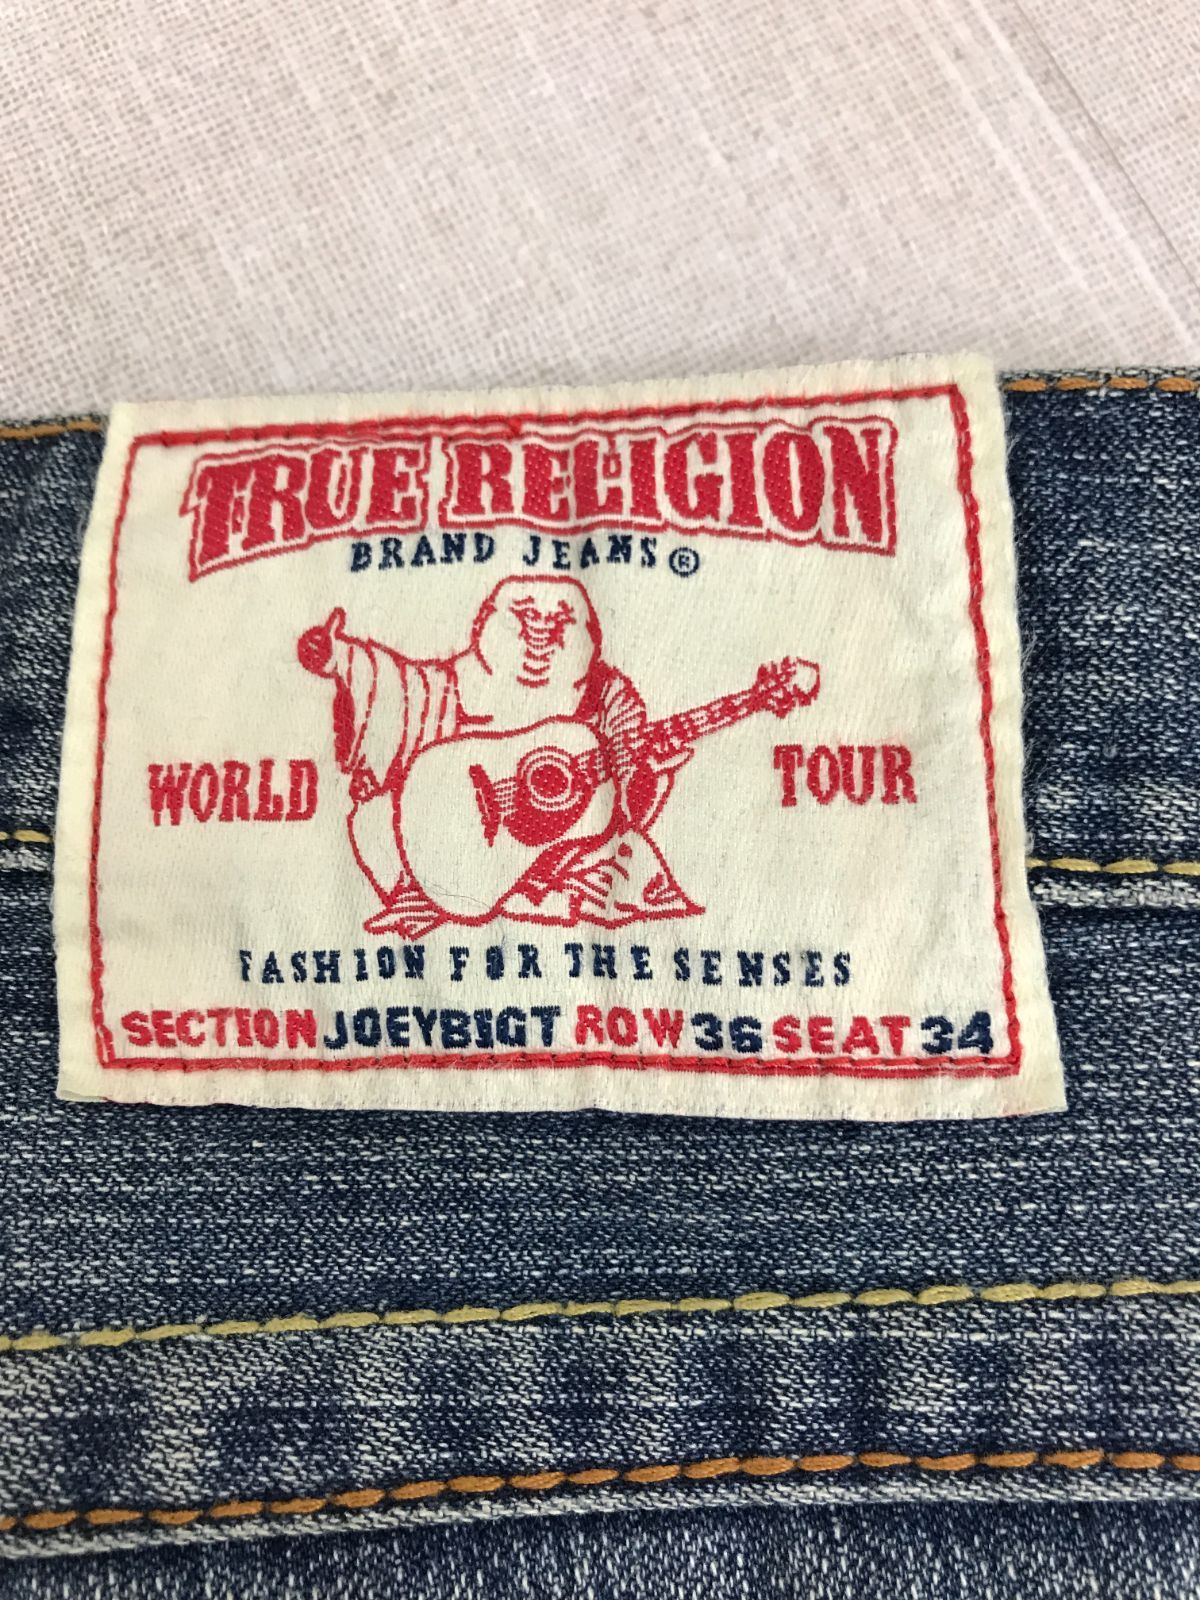 TRUE RELIGION
BRAND JEANS®
WORLD TOUR
FASHION FOR THE SENSES
SECTION JOEYBIGT ROW 36 SEAT 34